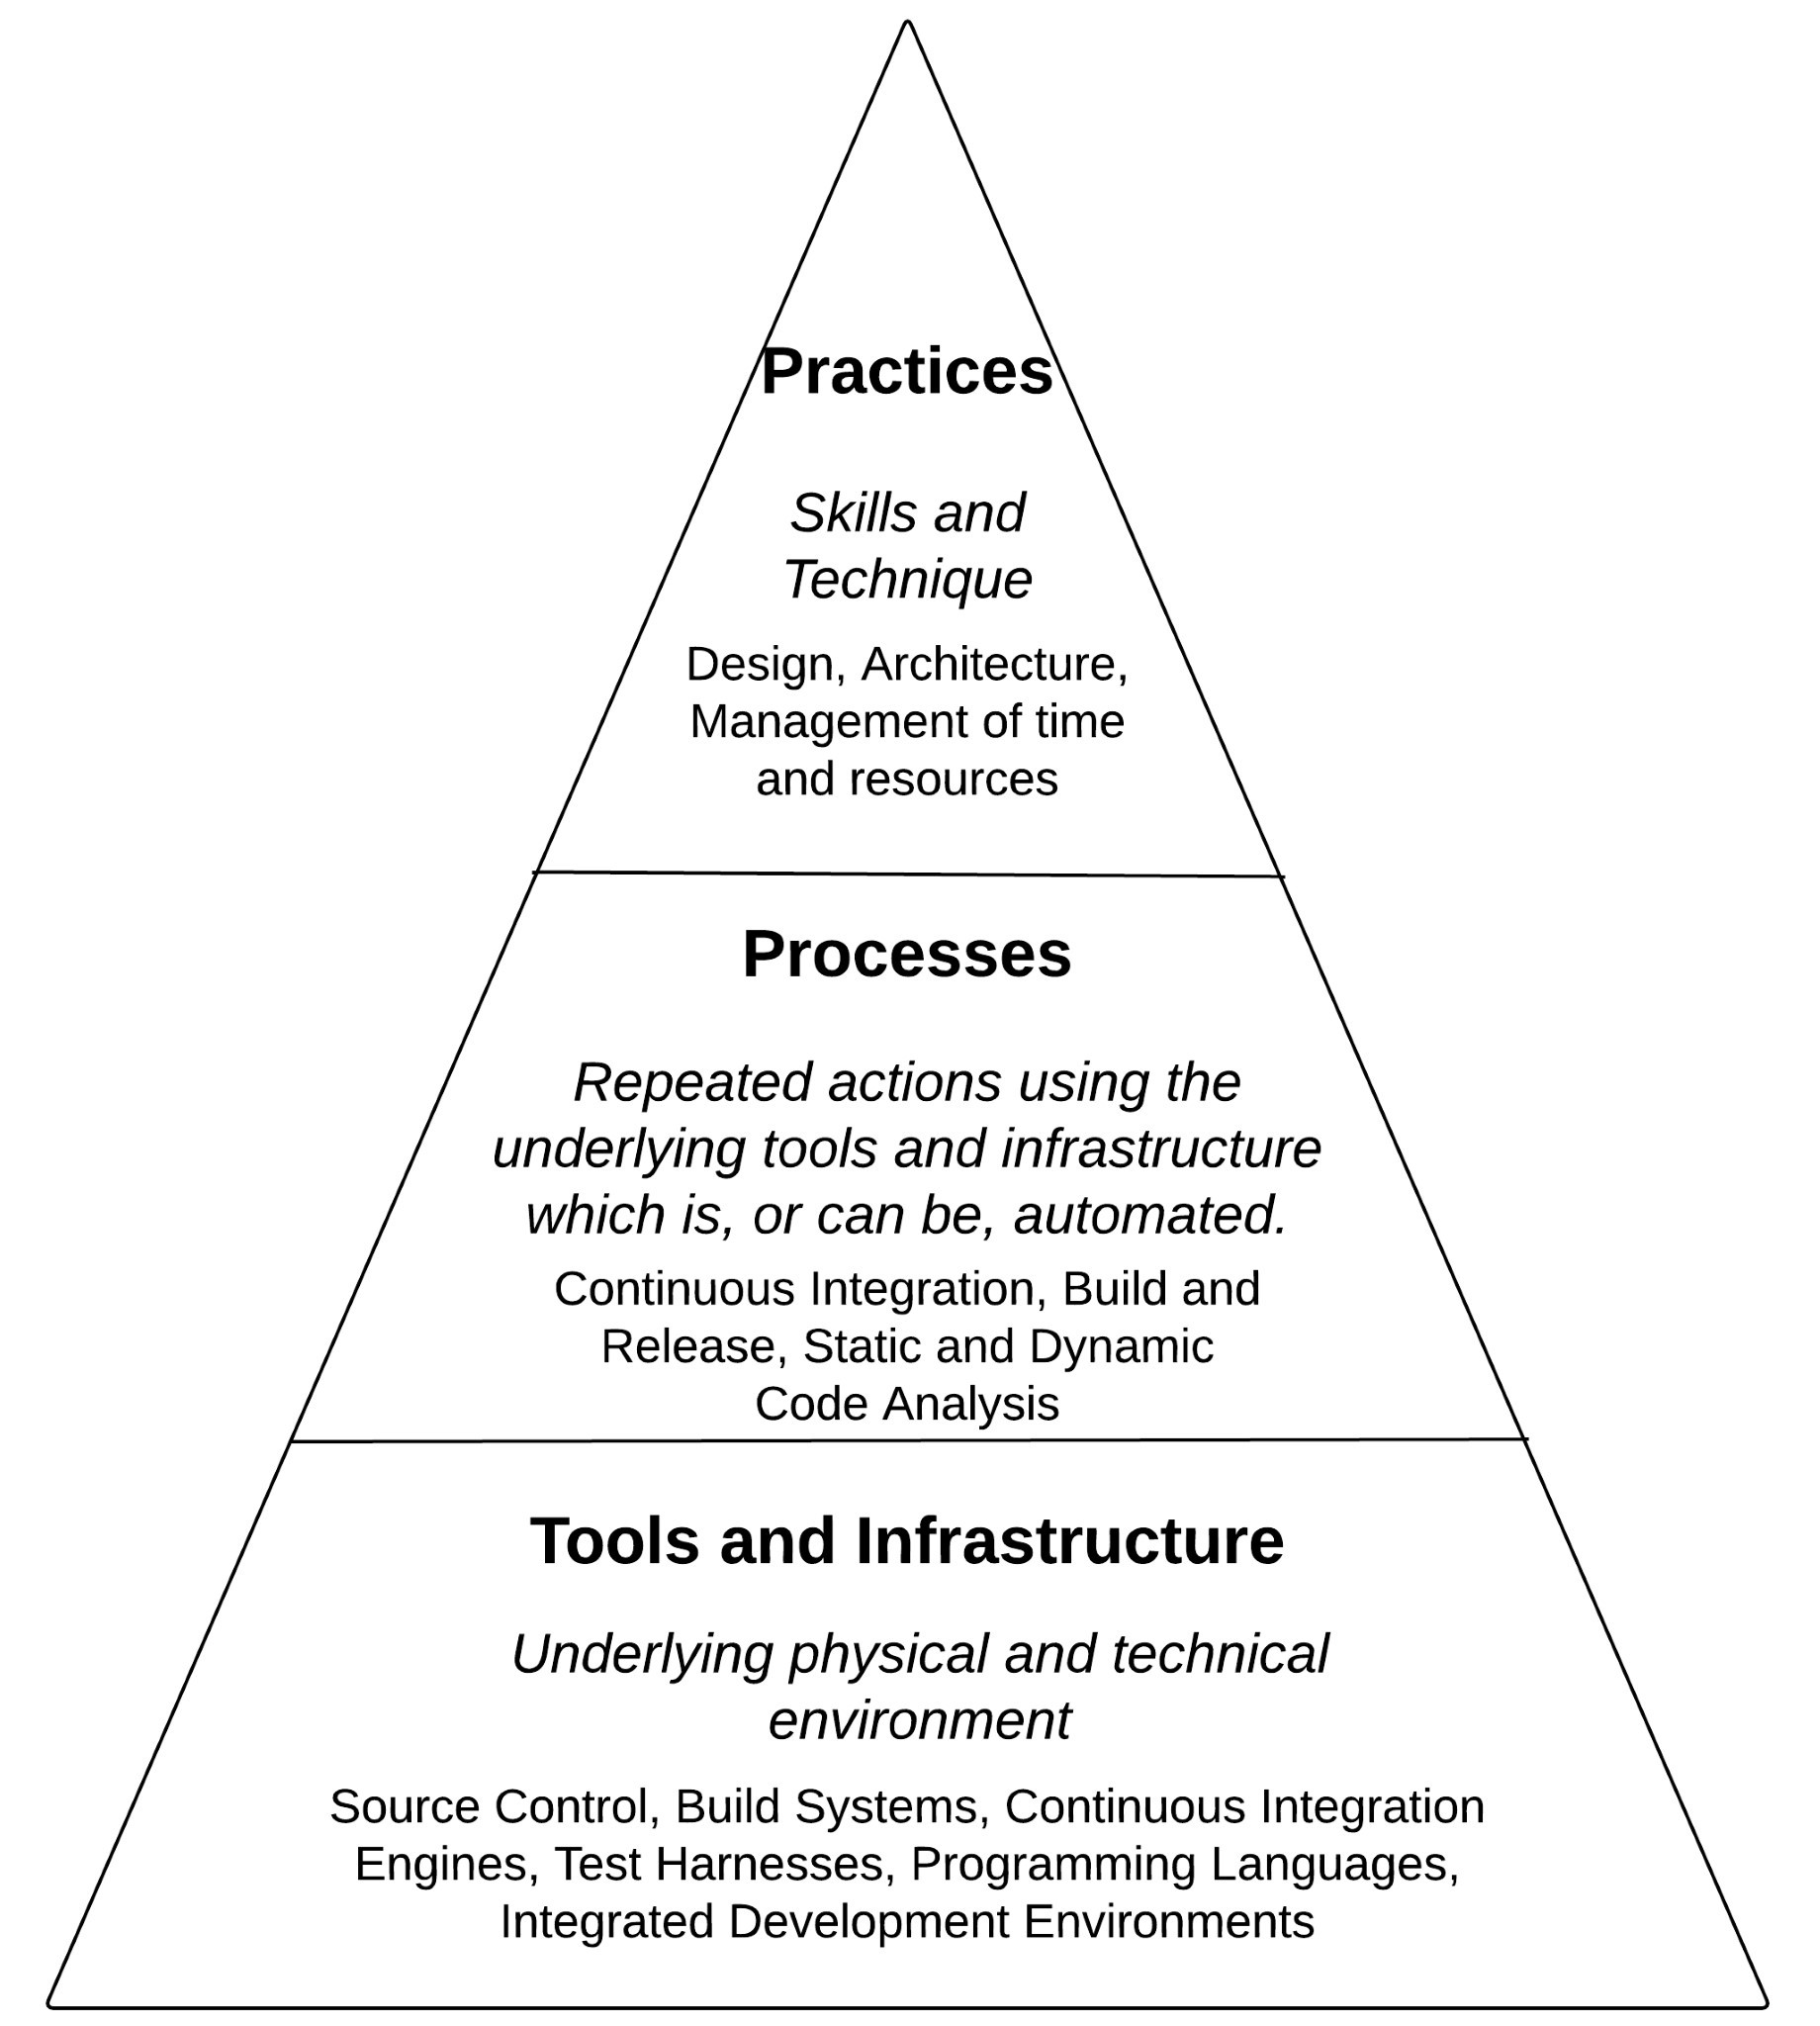 Practices
Skills and
Technique
Design, Architecture,
Management of time
and resources
Processes
Repeated actions using the
underlying tools and infrastructure
which is, or can be, automated.
Continuous Integration, Build and
Release, Static and Dynamic
Code Analysis
Tools and Infrastructure
Underlying physical and technical
environment
Source Control, Build Systems, Continuous Integration
Engines, Test Harnesses, Programming Languages,
Integrated Development Environments